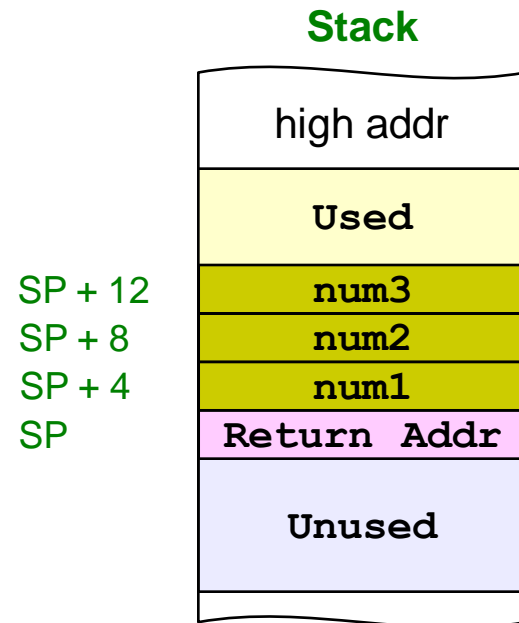 Stack
high addr
Used
SP + 12 num3
SP + 8 num2
SP + 4 num1
SP Return Addr
Unused